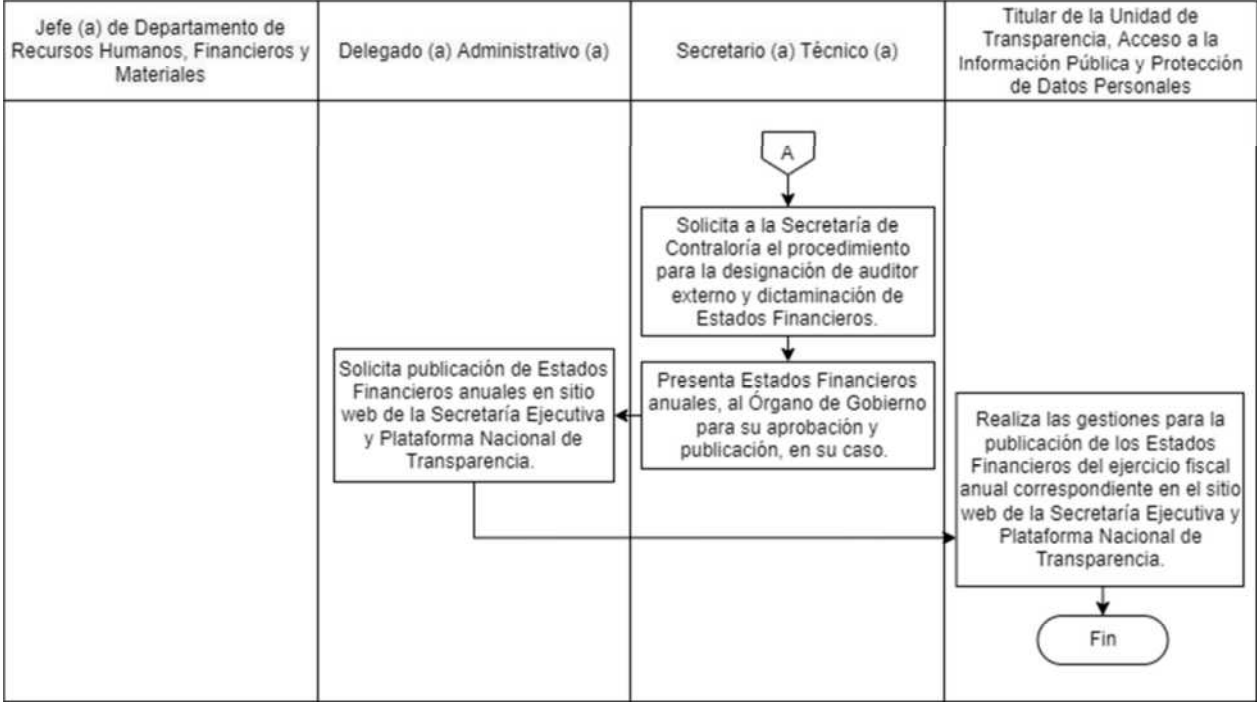 Jefe (a) de Departamento de
Recursos Humanos, Financieros y
Materiales
Delegado (a) Administrativo (a)
Secretario (a) Técnico (a)
Titular de la Unidad de
Transparencia, Acceso a la
Información Pública y Protección
de Datos Personales
A
Solicita a la Secretaría de
Contraloría el procedimiento
para la designación de auditor
externo y dictaminación de
Estados Financieros.
Presenta Estados Financieros
anuales, al Órgano de Gobierno
para su aprobación y
publicación, en su caso.
Solicita publicación de Estados
Financieros anuales en sitio
web de la Secretaría Ejecutiva
y Plataforma Nacional de
Transparencia.
Realiza las gestiones para la
publicación de los Estados
Financieros del ejercicio fiscal
anual correspondiente en el sitio
web de la Secretaría Ejecutiva y
Plataforma Nacional de
Transparencia.
Fin